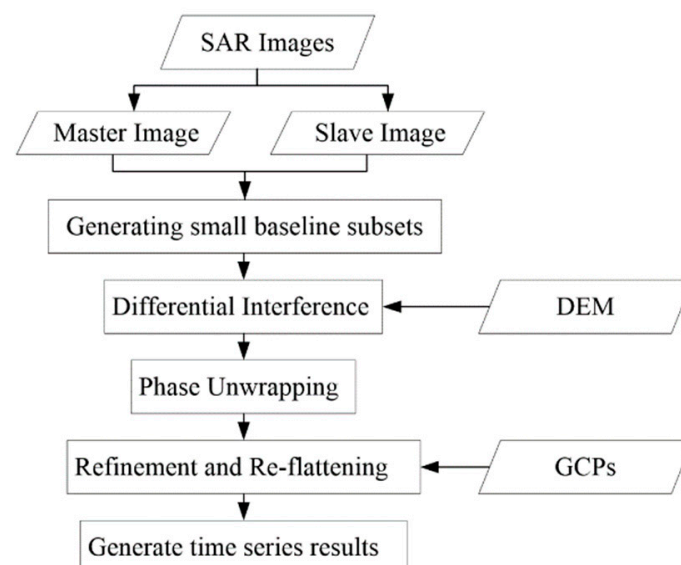 SAR Images
Master Image
Slave Image
Generating small baseline subsets
Differential Interference
DEM
Phase Unwrapping
Refinement and Re-flattening
GCPs
Generate time series results